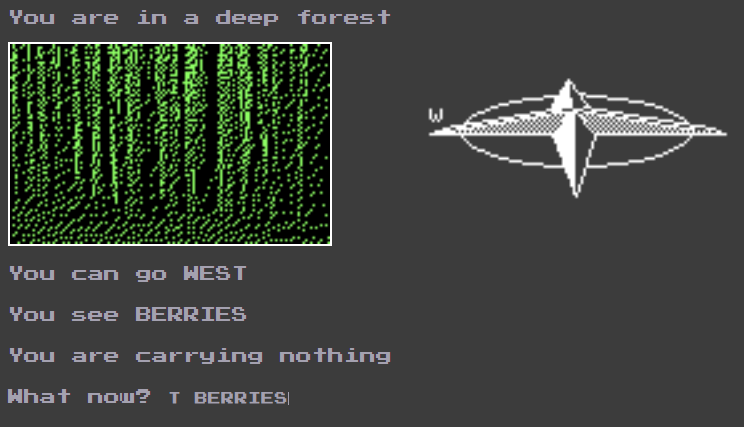 You are in a deep forest
W
You can go WEST
You see BERRIES
You are carrying nothing
What now? T BERRIES